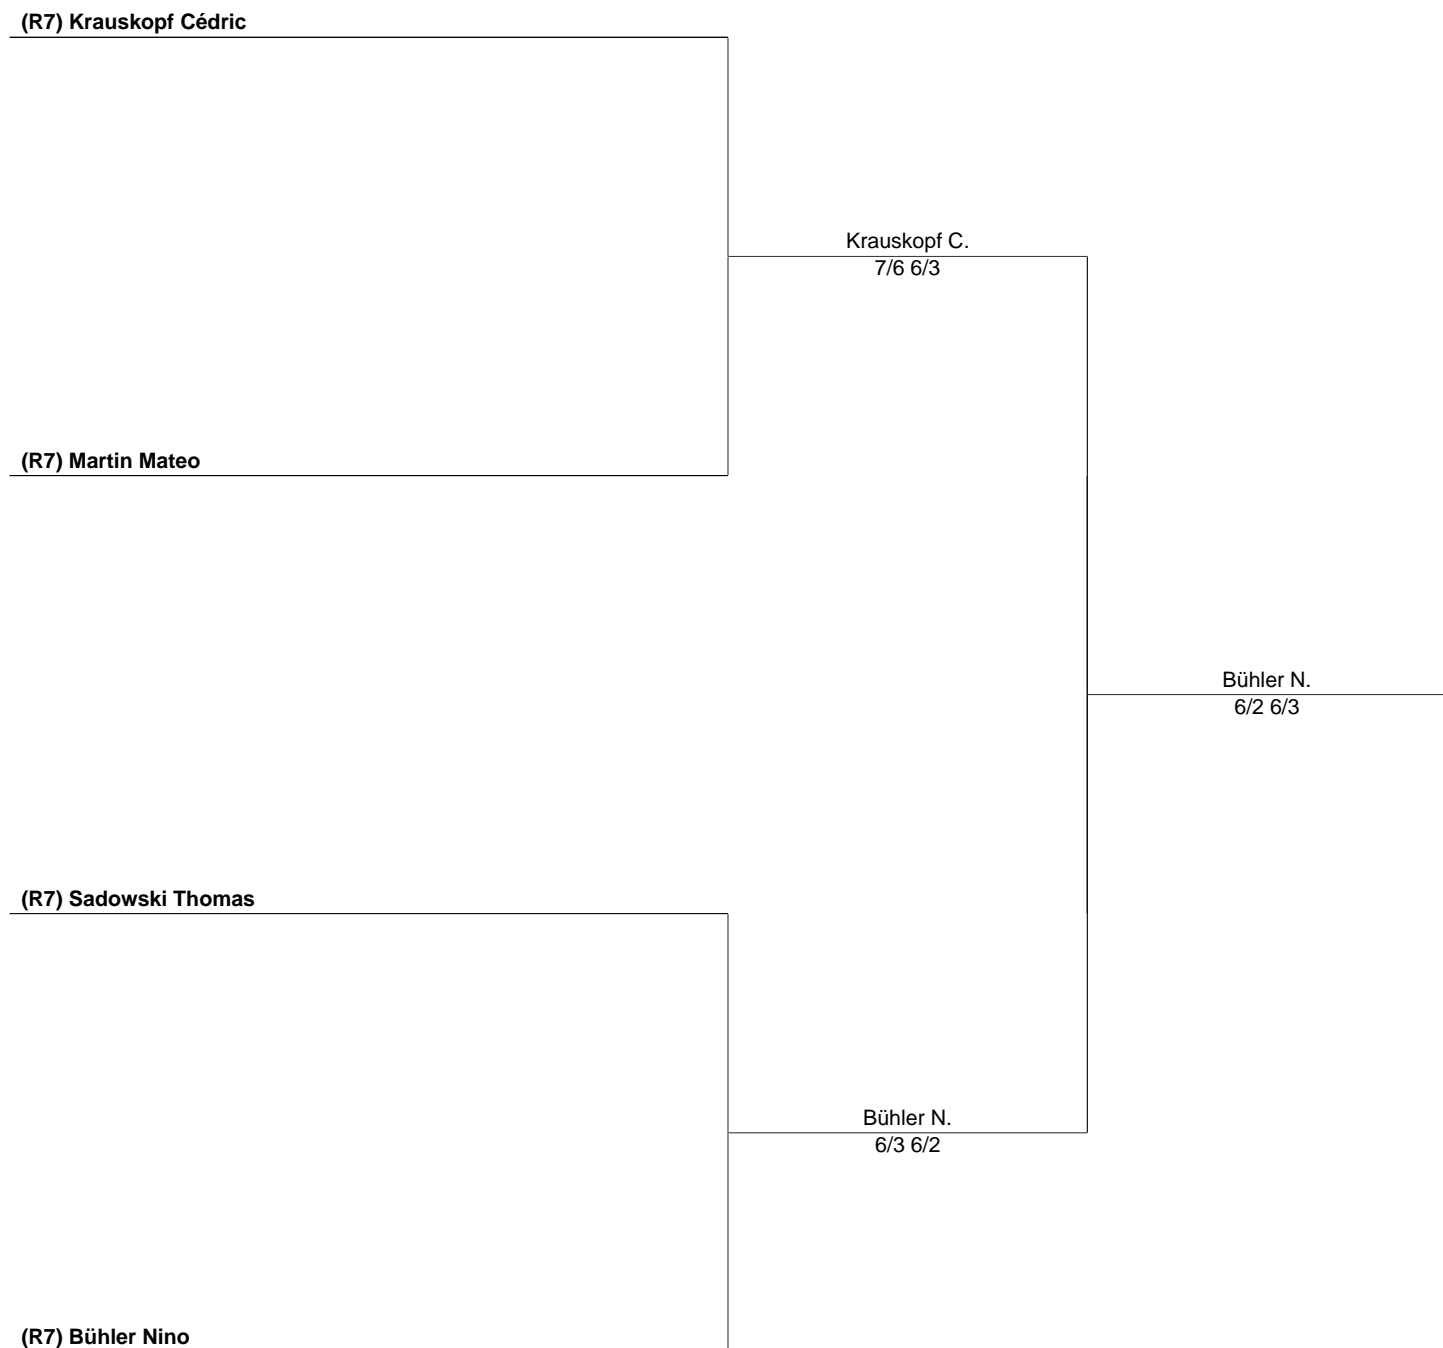 (R7) Krauskopf Cédric
Krauskopf C.
7/6 6/3
(R7) Martin Mateo
Bühler N.
6/2 6/3
(R7) Sadowski Thomas
Bühler N.
6/3 6/2
(R7) Bühler Nino